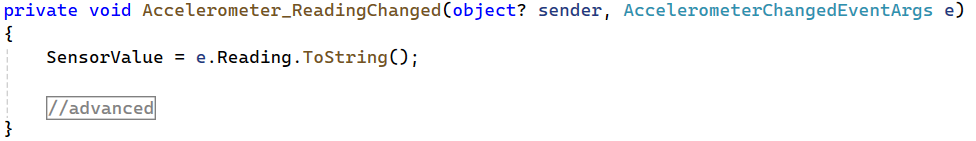 private void Accelerometer_ReadingChanged(object? sender, AccelerometerChangedEventArgs e)
{
    SensorValue = e.Reading.ToString();

    //advanced
}